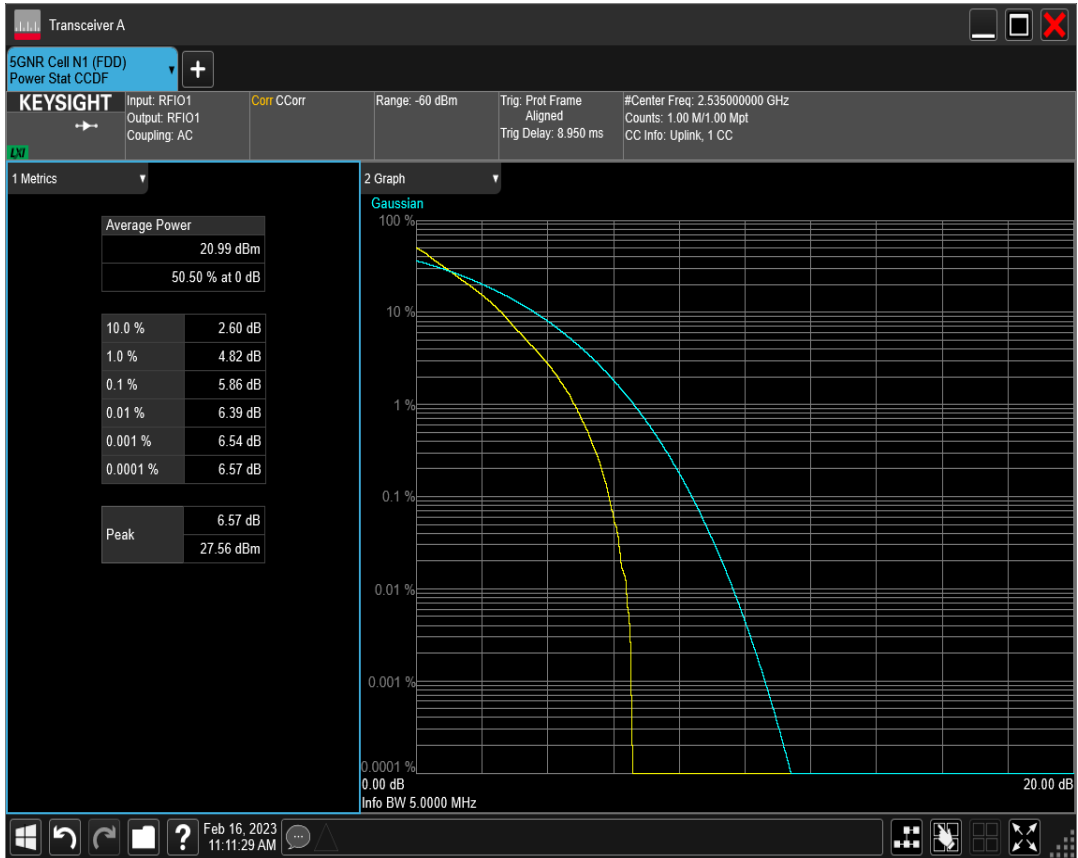 Transceiver A
5GNR Cell N1 (FDD)
Power Stat CCDF
KEYSIGHT
LXI
Input: RFIO1
Output: RFIO1
Coupling: AC
Corr CCorr
Range: -60 dBm
Trig: Prot Frame
Aligned
Trig Delay: 8.950 ms
#Center Freq: 2.535000000 GHz
Counts: 1.00 M/1.00 Mpt
CC Info: Uplink, 1 CC
1 Metrics
Average Power
20.99 dBm
50.50 % at 0 dB
10.0 % 2.60 dB
1.0 % 4.82 dB
0.1 % 5.86 dB
0.01 % 6.39 dB
0.001 % 6.54 dB
0.0001 % 6.57 dB
Peak
6.57 dB
27.56 dBm
2 Graph
Gaussian
100 %
10 %
1 %
0.1 %
0.01 %
0.001 %
0.0001 %
0.00 dB 20.00 dB
Info BW 5.0000 MHz
Feb 16, 2023
11:11:29 AM